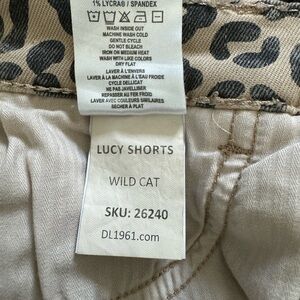 1% LYCRA® / SPANDEX
WASH INSIDE OUT
MACHINE WASH COLD
GENTLE CYCLE
DO NOT BLEACH
IRON ON MEDIUM HEAT
WASH WITH LIKE COLORS
DRY FLAT
LAVER À L'ENVERS
LAVER À LA MACHINE À L'EAU FROIDE
CYCLE DÉLICAT
NE PAS JAVELLISER
REPASSER AU FER FROID
LAVER AVEC COULEURS SIMILAIRES
SÉCHER À PLAT
LUCY SHORTS
WILD CAT
SKU: 26240
DL1961.com